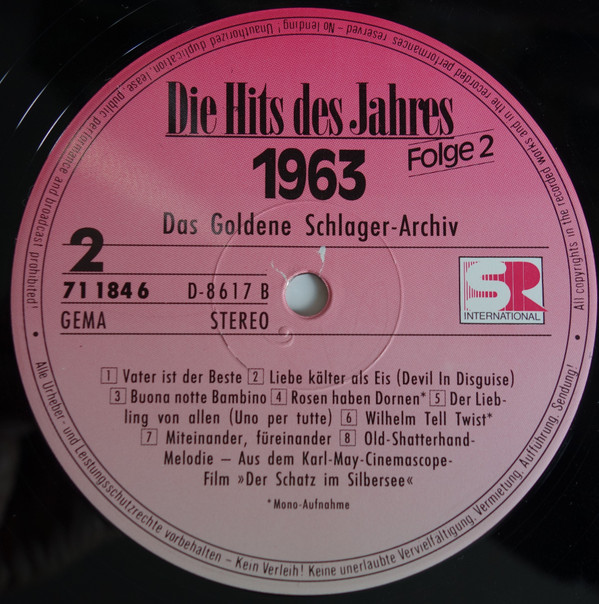 Die Hits des Jahres
1963
Folge 2
Das Goldene Schlager-Archiv
2
71 184 6 D-8617 B
GEMA STEREO
SR
INTERNATIONAL
1 Vater ist der Beste 2 Liebe kälter als Eis (Devil In Disguise)
3 Buona notte Bambino 4 Rosen haben Dornen* 5 Der Lieb-
ling von allen (Uno per tutte) 6 Wilhelm Tell Twist*
7 Miteinander, füreinander 8 Old-Shatterhand-
Melodie – Aus dem Karl-May-Cinemascope-
Film »Der Schatz im Silbersee«
*Mono-Aufnahme
• Alle Urheber- und Leistungsschutzrechte vorbehalten – Kein Verleih! Keine unerlaubte Vervielfältigung, Vermietung, Aufführung, Sendung! •
All copyrights in the recorded works and in the recorded performances reserved – No lending! Unauthorized duplication, lease, public performance and broadcast prohibited!